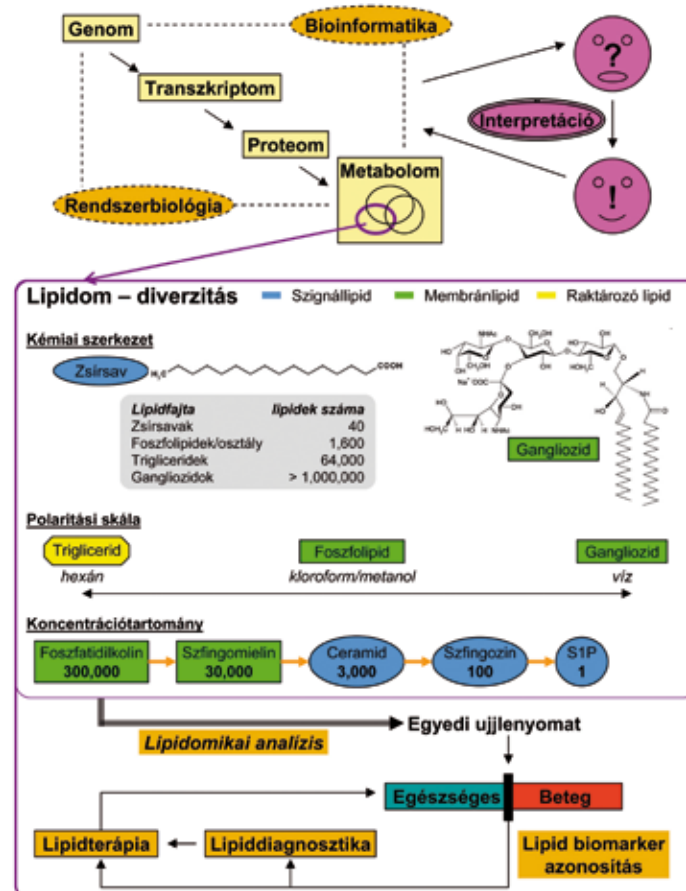 Genom
Bioinformatika
?
Transzkriptom
Interpretáció
Proteom
Metabolom
Rendszerbiológia
!
Lipidom – diverzitás
Szignállipid
Membránlipid
Raktározó lipid
Kémiai szerkezet
Zsírsav
H₃C
COOH
Lipidfajta lipidek száma
Zsírsavak 40
Foszfolipidek/osztály 1,600
Trigliceridek 64,000
Gangliozidok > 1,000,000
Gangliozid
Polaritási skála
Triglicerid
Foszfolipid
Gangliozid
hexán
kloroform/metanol
víz
Koncentrációtartomány
Foszfatidilkolin
300,000
Szfingomielin
30,000
Ceramid
3,000
Szfingozin
100
S1P
1
Lipidomikai analízis
Egyedi ujjlenyomat
Egészséges
Beteg
Lipidterápia
Lipiddiagnosztika
Lipid biomarker
azonosítás